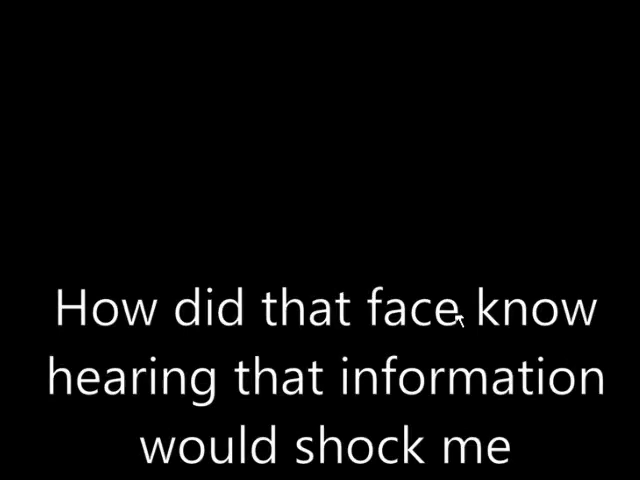 How did that face know
hearing that information
would shock me